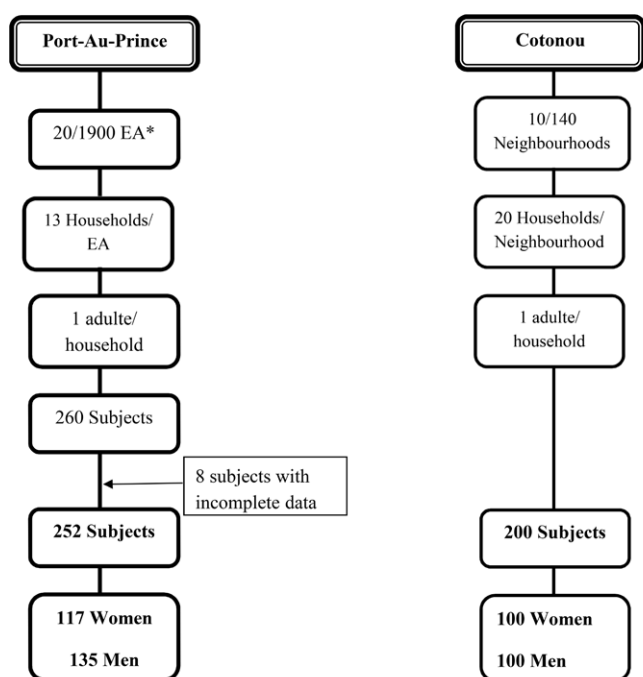 Port-Au-Prince
20/1900 EA*
13 Households/
EA
1 adulte/
household
260 Subjects
8 subjects with
incomplete data
252 Subjects
117 Women
135 Men
Cotonou
10/140
Neighbourhoods
20 Households/
Neighbourhood
1 adulte/
household
200 Subjects
100 Women
100 Men